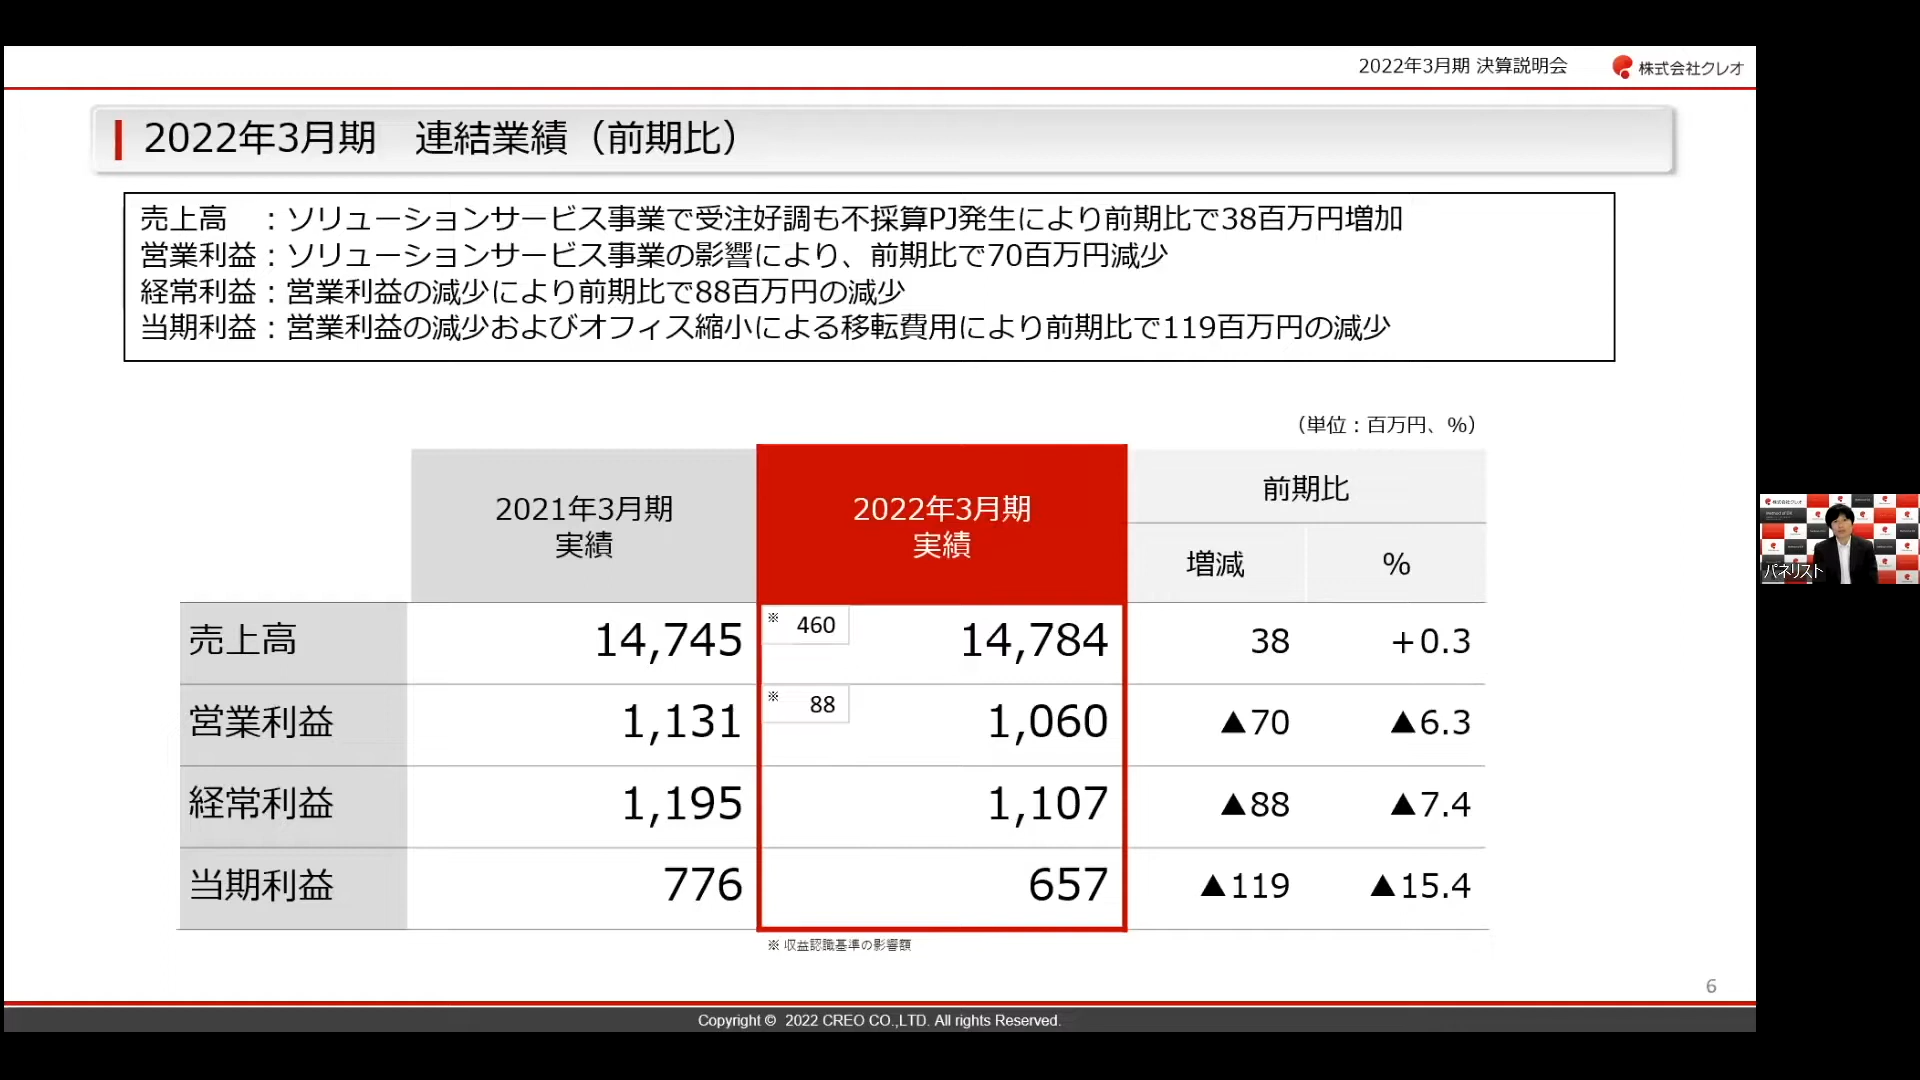 2022年3月期 決算説明会
株式会社クレオ
2022年3月期　連結業績（前期比）
売上高　：ソリューションサービス事業で受注好調も不採算PJ発生により前期比で38百万円増加
営業利益：ソリューションサービス事業の影響により、前期比で70百万円減少
経常利益：営業利益の減少により前期比で88百万円の減少
当期利益：営業利益の減少およびオフィス縮小による移転費用により前期比で119百万円の減少
（単位：百万円、%）
2021年3月期
実績
2022年3月期
実績
前期比
増減
%
売上高 14,745 ※ 460 14,784 38 +0.3
営業利益 1,131 ※ 88 1,060 ▲70 ▲6.3
経常利益 1,195 1,107 ▲88 ▲7.4
当期利益 776 657 ▲119 ▲15.4
※ 収益認識基準の影響額
6
Copyright © 2022 CREO CO.,LTD. All rights Reserved.
株式会社クレオ
パネリスト